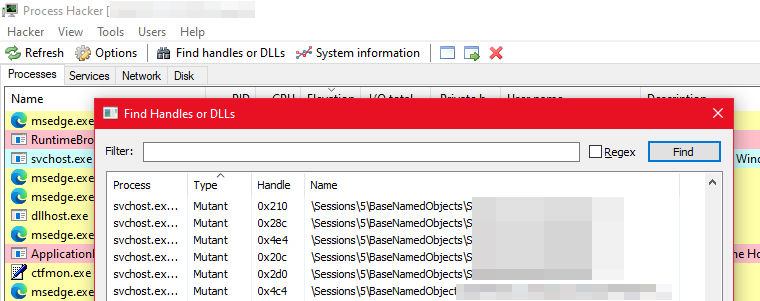 Process Hacker [
Hacker View Tools Users Help
Refresh Options Find handles or DLLs System information
Processes Services Network Disk
Name
msedge.exe
RuntimeBro
svchost.exe Wind
msedge.exe
msedge.exe
dllhost.exe
msedge.exe
ApplicationF ne Ho
ctfmon.exe
msedge.exe
Find Handles or DLLs
Filter: Regex Find
Process Type Handle Name
svchost.ex... Mutant 0x210 \Sessions\5\BaseNamedObjects\S
svchost.ex... Mutant 0x28c \Sessions\5\BaseNamedObjects\S
svchost.ex... Mutant 0x4e4 \Sessions\5\BaseNamedObjects\S
svchost.ex... Mutant 0x20c \Sessions\5\BaseNamedObjects\S
svchost.ex... Mutant 0x2d0 \Sessions\5\BaseNamedObjects\S
svchost.ex... Mutant 0x4c4 \Sessions\5\BaseNamedObject